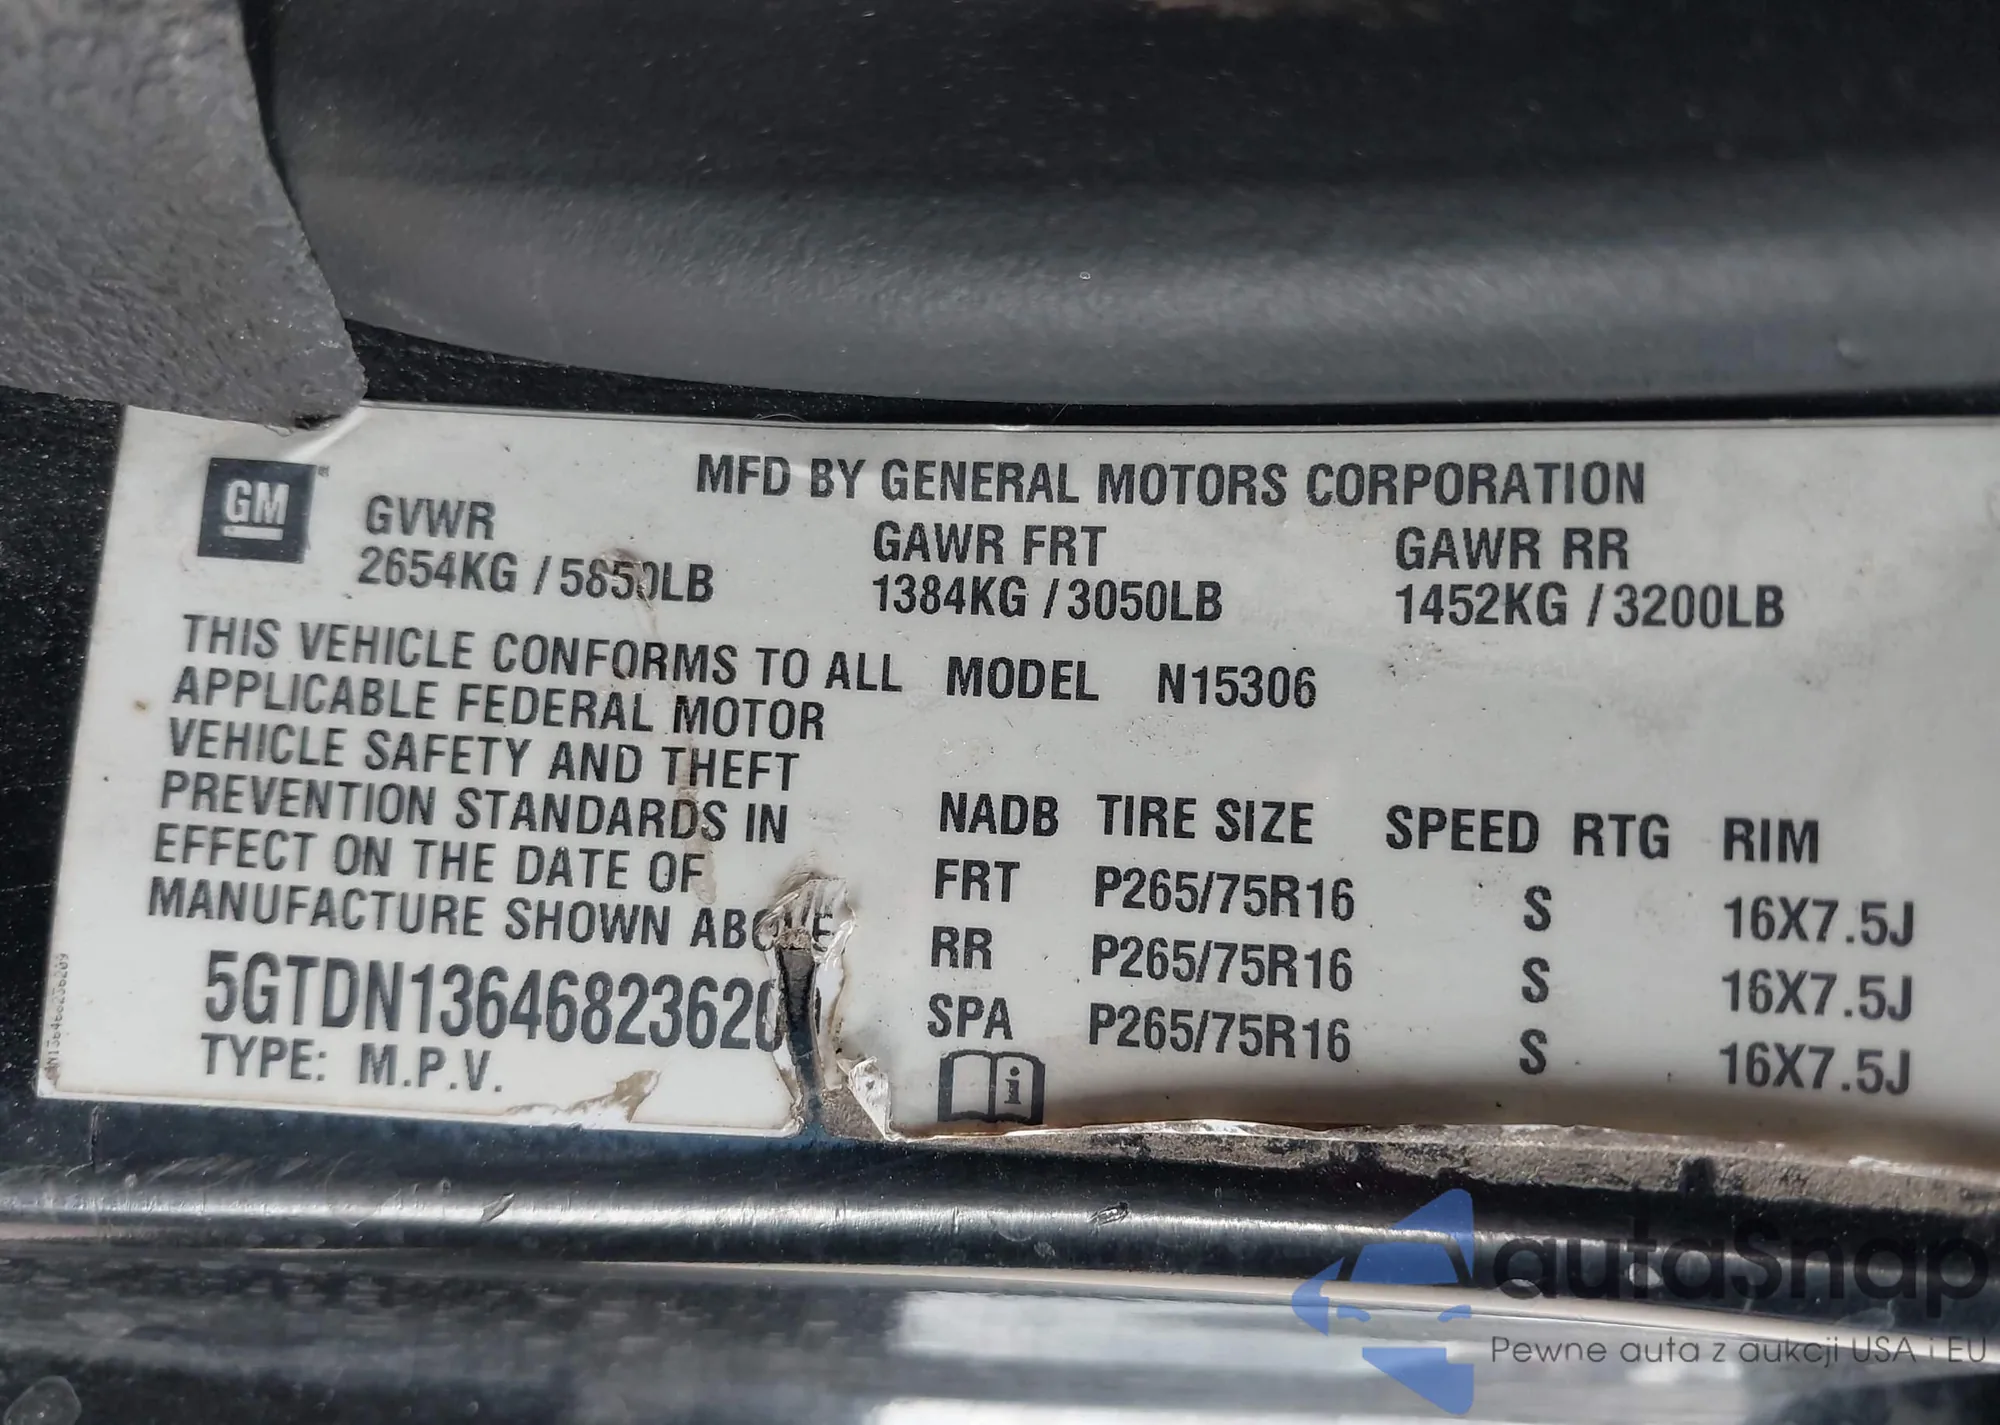 GM
MFD BY GENERAL MOTORS CORPORATION
GVWR GAWR FRT GAWR RR
2654KG / 5850LB 1384KG / 3050LB 1452KG / 3200LB
THIS VEHICLE CONFORMS TO ALL
APPLICABLE FEDERAL MOTOR
VEHICLE SAFETY AND THEFT
PREVENTION STANDARDS IN
EFFECT ON THE DATE OF
MANUFACTURE SHOWN ABOVE
5GTDN136468236209
TYPE: M.P.V.
MODEL N15306
NADB TIRE SIZE SPEED RTG RIM
FRT P265/75R16 S 16X7.5J
RR P265/75R16 S 16X7.5J
SPA P265/75R16 S 16X7.5J
i
autaSnap
Pewne auta z aukcji USA i EU